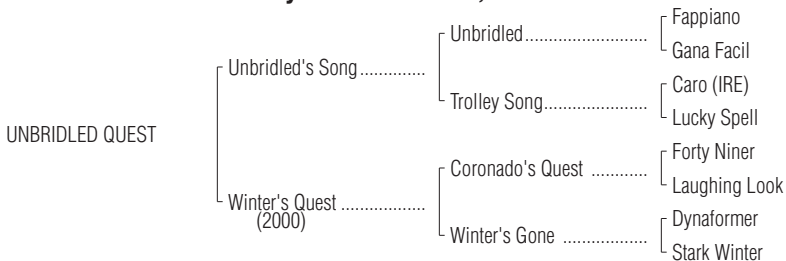 Fappiano
Unbridled..............................
Gana Facil
Unbridled's Song..............
Caro (IRE)
Trolley Song.........................
Lucky Spell
UNBRIDLED QUEST
Forty Niner
Coronado's Quest ............
Laughing Look
Winter's Quest ....................
(2000)
Dynaformer
Winter's Gone .....................
Stark Winter